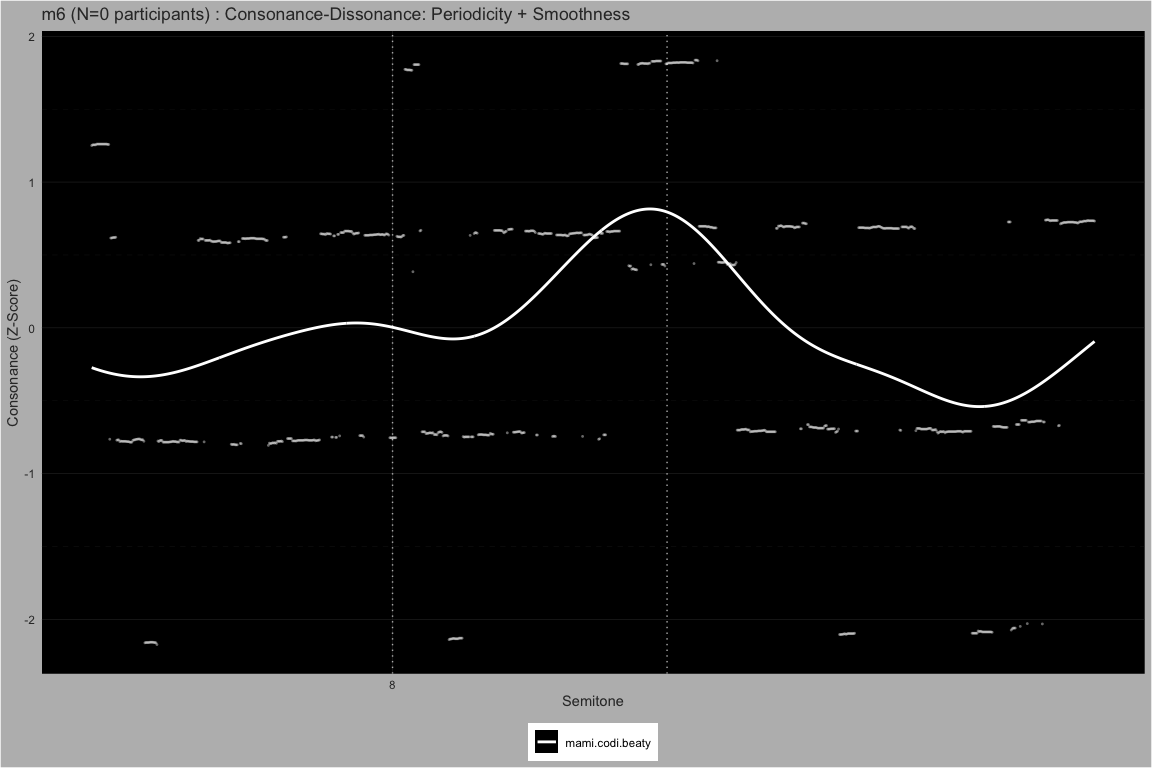 m6 (N=0 participants) : Consonance-Dissonance: Periodicity + Smoothness
Consonance (Z-Score)
2
1
0
-1
-2
8
Semitone
mami.codi.beaty